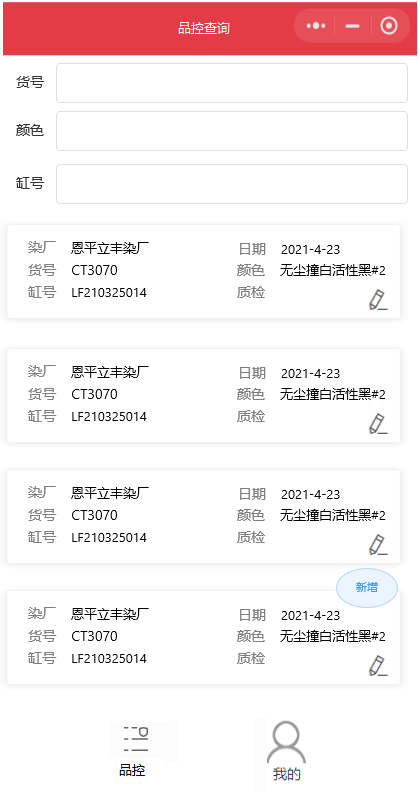 品控查询
货号
颜色
缸号
染厂 恩平立丰染厂 日期 2021-4-23
货号 CT3070 颜色 无尘撞白活性黑#2
缸号 LF210325014 质检
染厂 恩平立丰染厂 日期 2021-4-23
货号 CT3070 颜色 无尘撞白活性黑#2
缸号 LF210325014 质检
染厂 恩平立丰染厂 日期 2021-4-23
货号 CT3070 颜色 无尘撞白活性黑#2
缸号 LF210325014 质检
新增
染厂 恩平立丰染厂 日期 2021-4-23
货号 CT3070 颜色 无尘撞白活性黑#2
缸号 LF210325014 质检
品控 我的